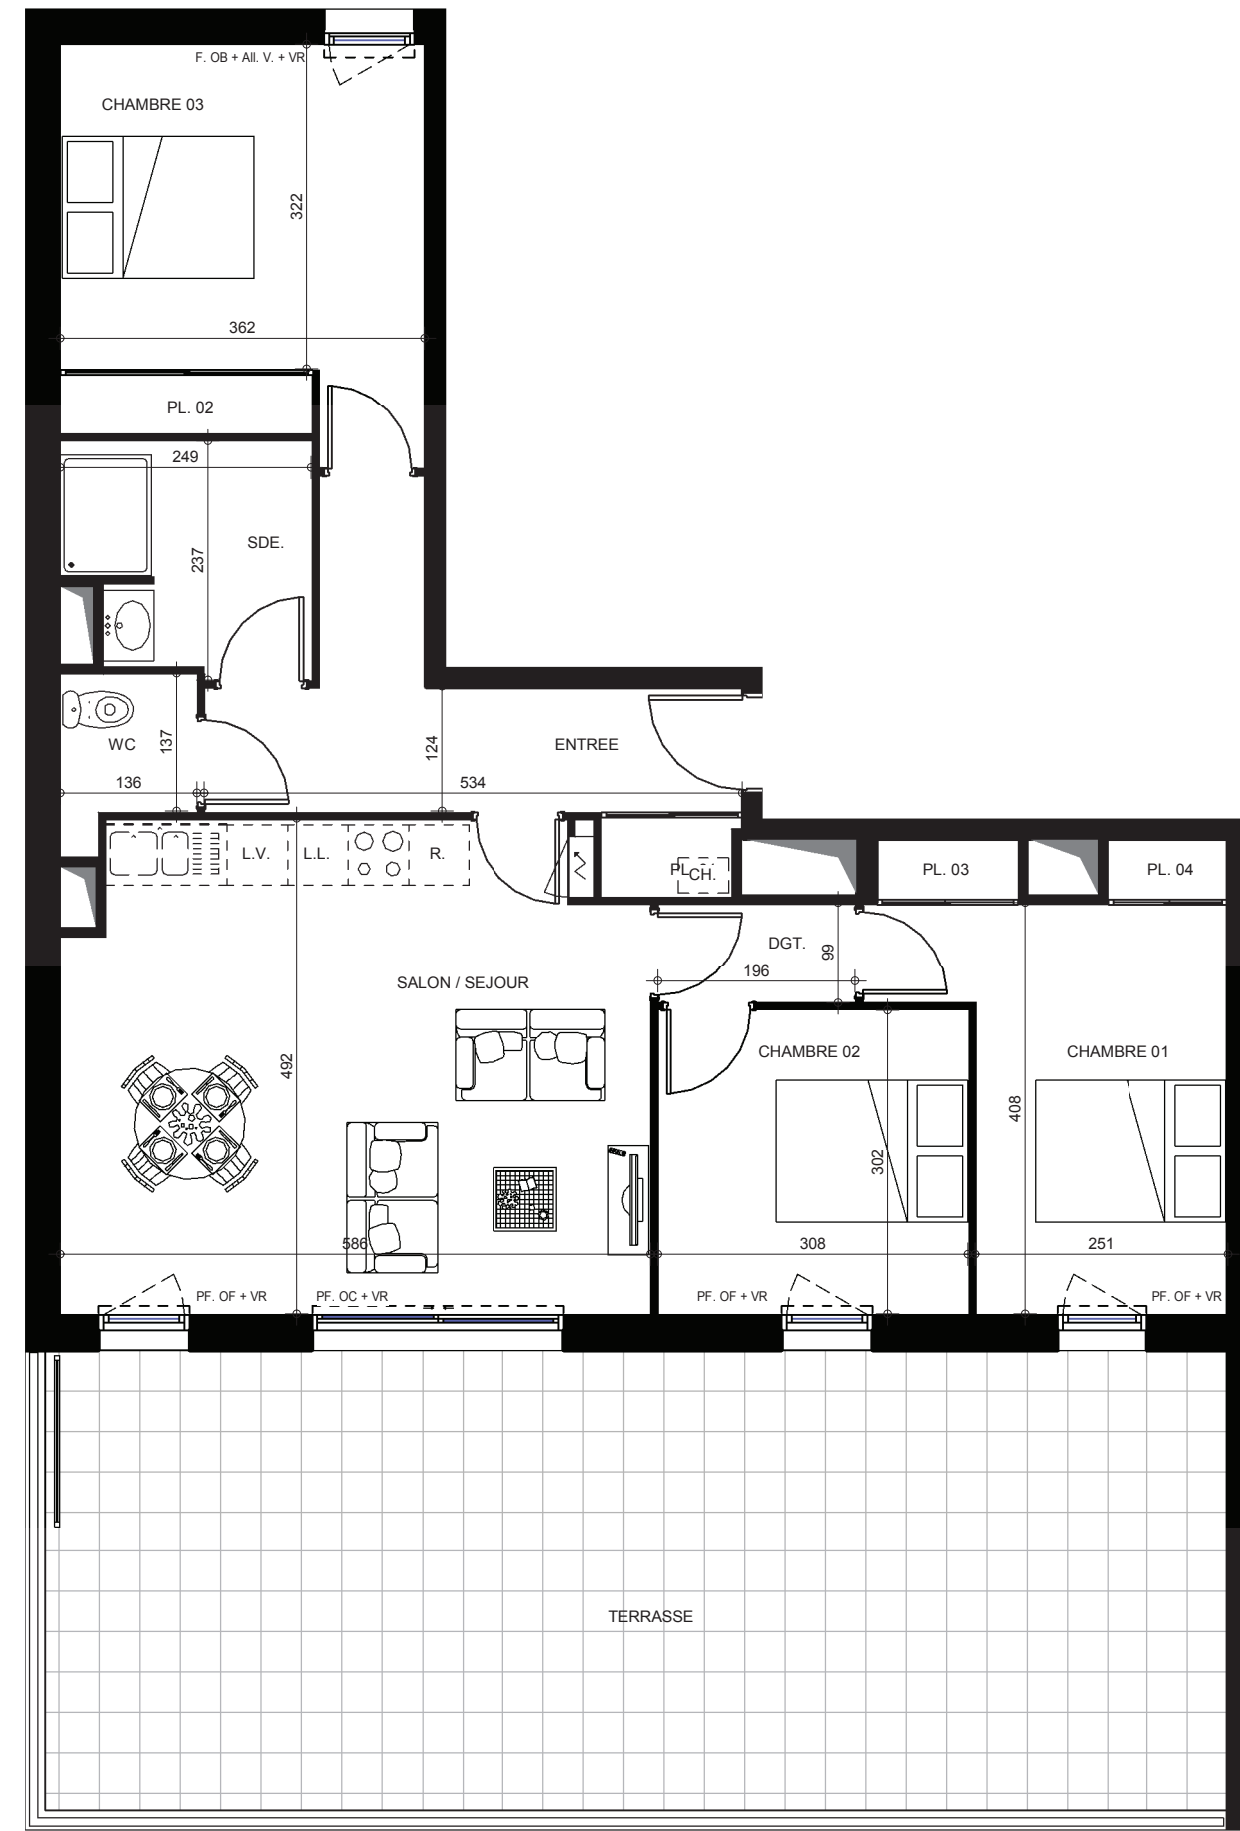 F. OB + All. V. + VR
CHAMBRE 03
322
362
PL. 02
249
SDE.
237
WC
137
136
124
ENTREE
534
L.V.
L.L.
R.
PL.
CH.
PL. 03
PL. 04
DGT.
99
196
SALON / SEJOUR
492
CHAMBRE 02
CHAMBRE 01
408
302
586
308
251
PF. OF + VR
PF. OC + VR
PF. OF + VR
PF. OF + VR
TERRASSE